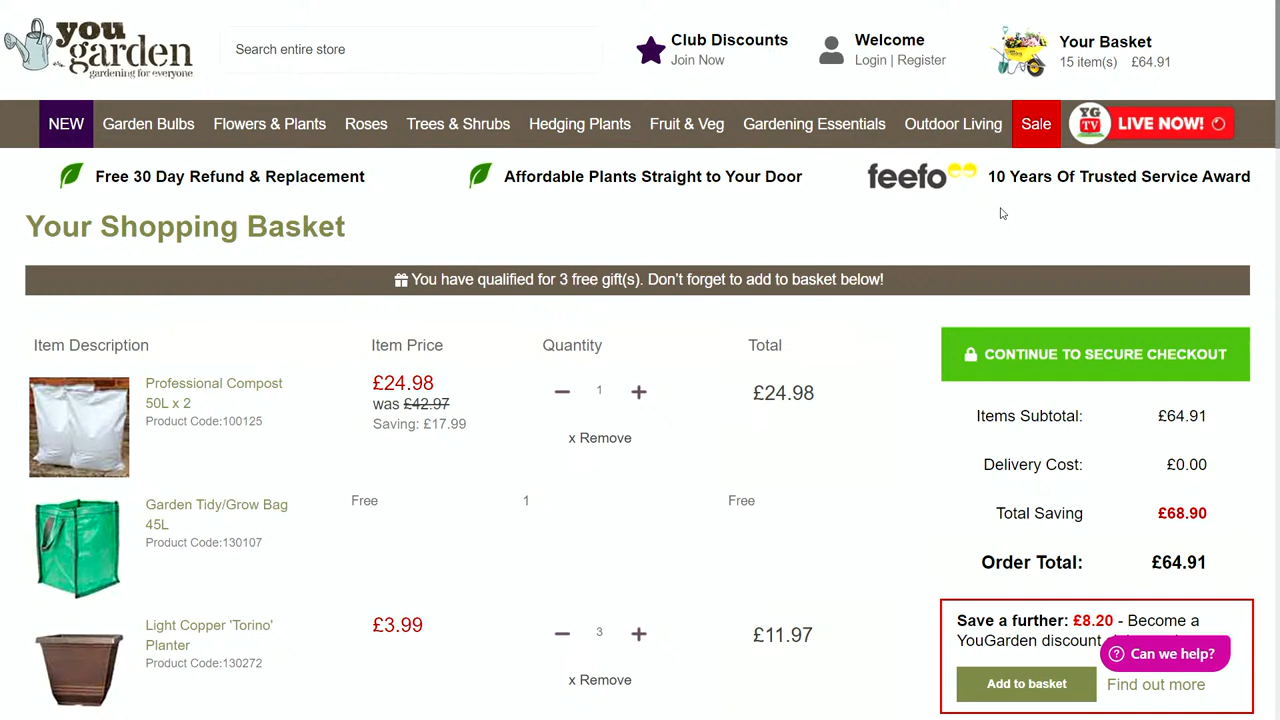 you
garden
gardening for everyone
Search entire store
Club Discounts
Join Now
Welcome
Login | Register
Your Basket
15 item(s) £64.91
NEW Garden Bulbs Flowers & Plants Roses Trees & Shrubs Hedging Plants Fruit & Veg Gardening Essentials Outdoor Living Sale YG TV LIVE NOW!
Free 30 Day Refund & Replacement
Affordable Plants Straight to Your Door
feefo 10 Years Of Trusted Service Award
Your Shopping Basket
You have qualified for 3 free gift(s). Don't forget to add to basket below!
Item Description Item Price Quantity Total
Professional Compost
50L x 2
Product Code:100125
£24.98
was £42.97
Saving: £17.99
1
x Remove
£24.98
Garden Tidy/Grow Bag
45L
Product Code:130107
Free 1 Free
Light Copper 'Torino'
Planter
Product Code:130272
£3.99
3
x Remove
£11.97
CONTINUE TO SECURE CHECKOUT
Items Subtotal: £64.91
Delivery Cost: £0.00
Total Saving £68.90
Order Total: £64.91
Save a further: £8.20 - Become a
YouGarden discount
Can we help?
Add to basket Find out more